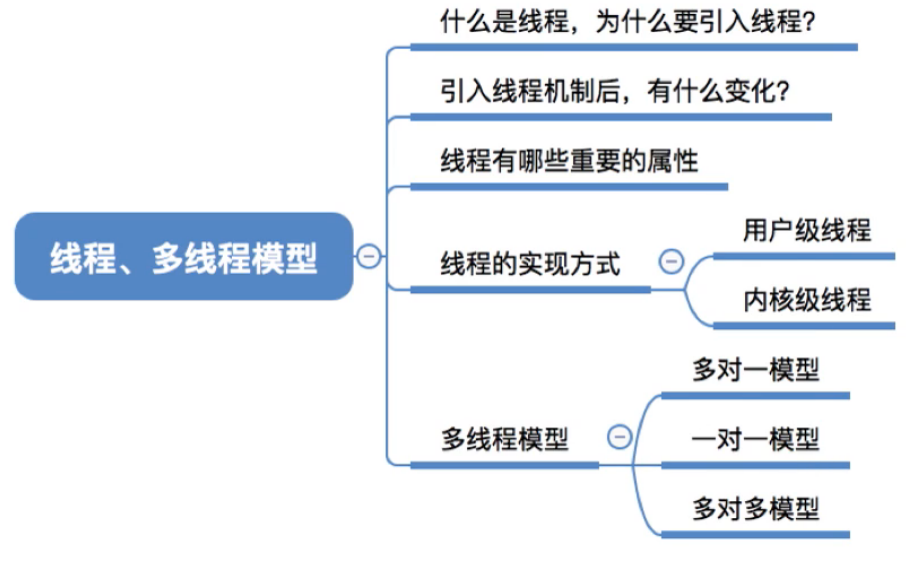 什么是线程，为什么要引入线程？
引入线程机制后，有什么变化？
线程有哪些重要的属性
线程、多线程模型
线程的实现方式
用户级线程
内核级线程
多线程模型
多对一模型
一对一模型
多对多模型